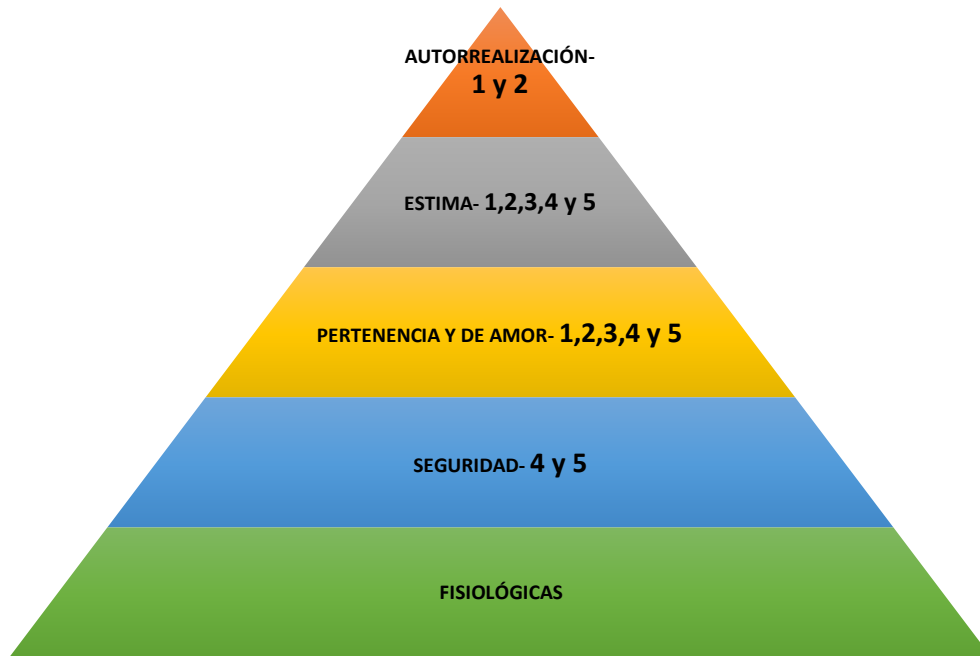 AUTORREALIZACIÓN-
1 y 2
ESTIMA- 1,2,3,4 y 5
PERTENENCIA Y DE AMOR- 1,2,3,4 y 5
SEGURIDAD- 4 y 5
FISIOLÓGICAS